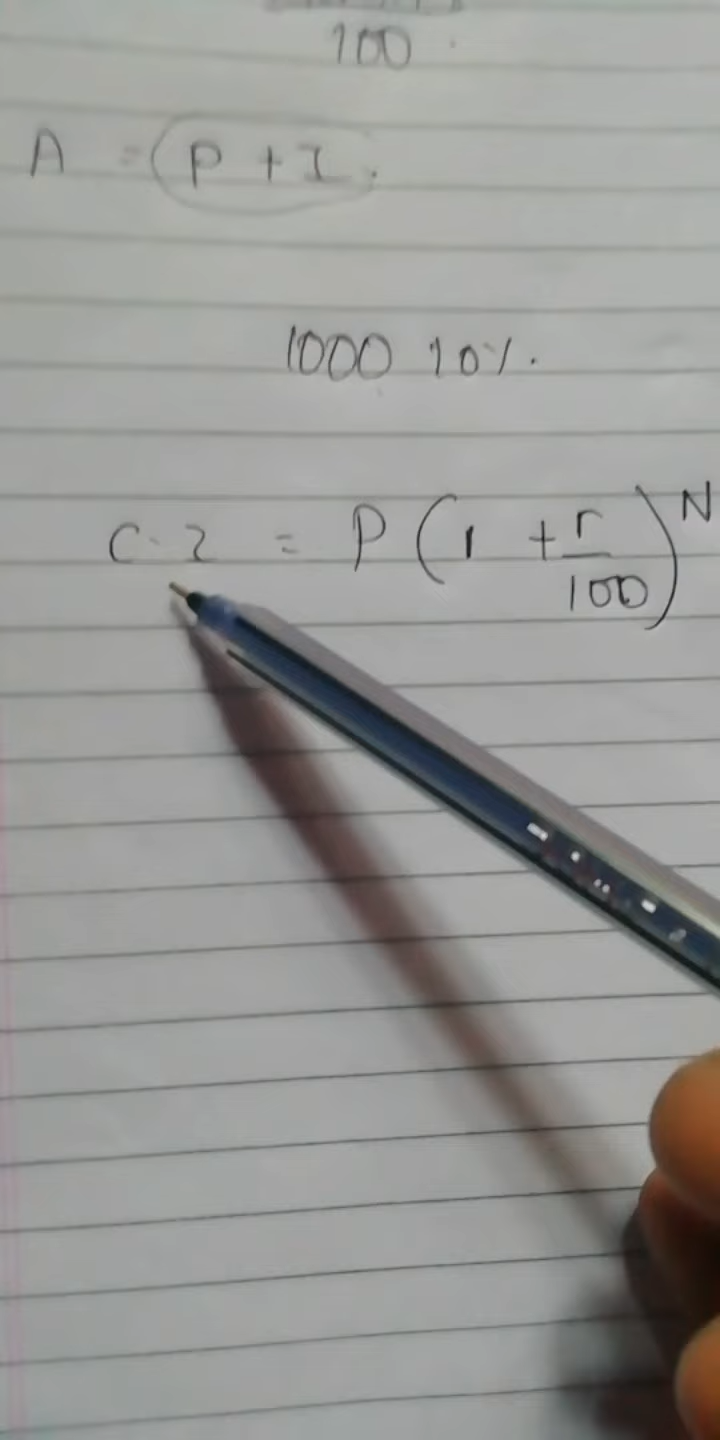 100
A = (P + I.
1000 10%.
C·I = P(1 + r/100)^N